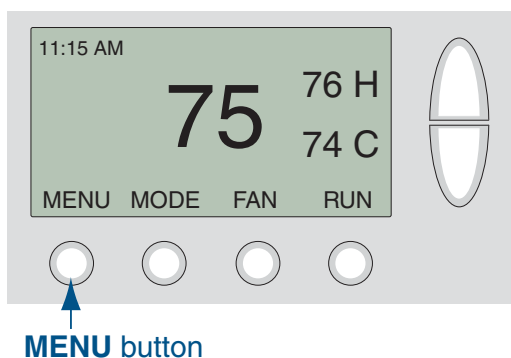 11:15 AM
75
76 H
74 C
MENU MODE FAN RUN
MENU button